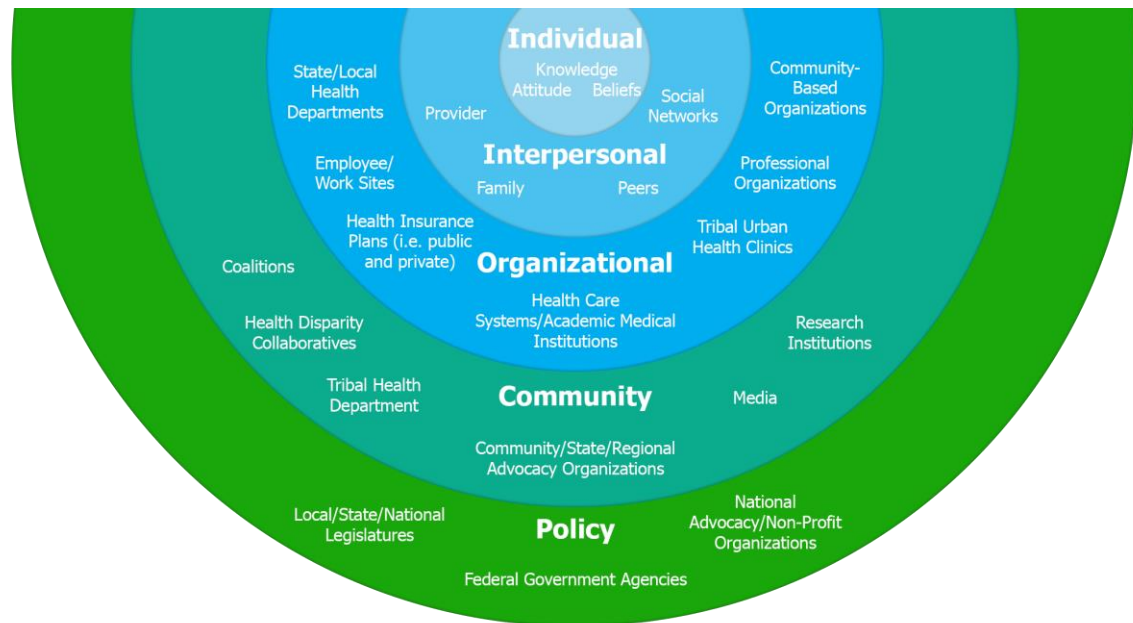 Individual
Knowledge
Attitude Beliefs
Provider
Social
Networks
Interpersonal
Family
Peers
State/Local
Health
Departments
Community-
Based
Organizations
Employee/
Work Sites
Professional
Organizations
Health Insurance
Plans (i.e. public
and private)
Tribal Urban
Health Clinics
Organizational
Health Care
Systems/Academic Medical
Institutions
Coalitions
Health Disparity
Collaboratives
Research
Institutions
Tribal Health
Department
Community
Media
Community/State/Regional
Advocacy Organizations
Local/State/National
Legislatures
Policy
National
Advocacy/Non-Profit
Organizations
Federal Government Agencies